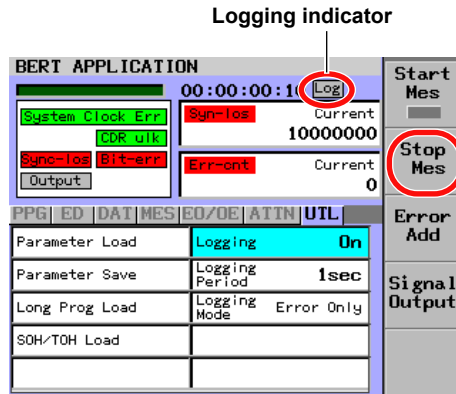 Logging indicator
BERT APPLICATION
00:00:00:1 Log
System Clock Err
CDR ulk
Sync-los Bit-err
Output
Syn-los Current
10000000
Err-cnt Current
0
PPG ED DAT MES EO/OE ATTN UTL
Parameter Load Logging On
Parameter Save Logging Period 1sec
Long Prog Load Logging Mode Error Only
SOH/TOH Load
Start
Mes
Stop
Mes
Error
Add
Signal
Output